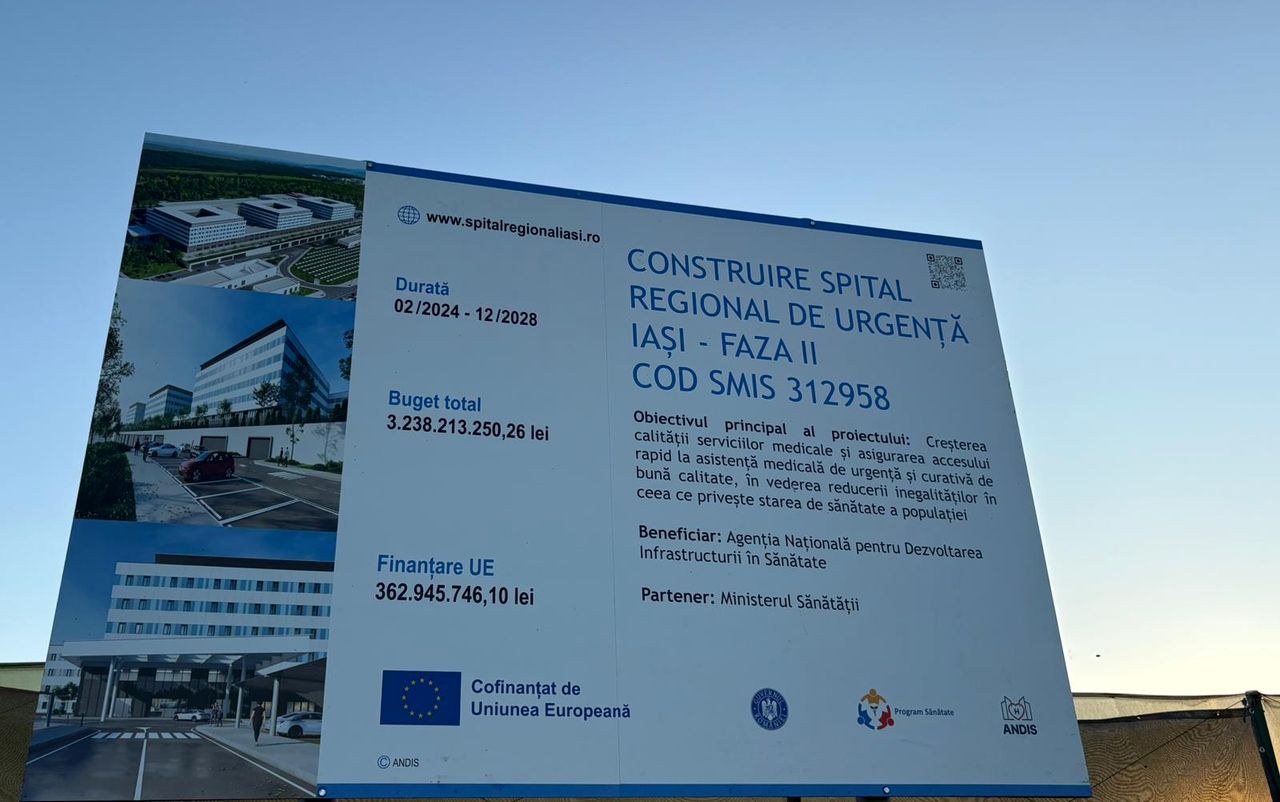 www.spitalregionaliasi.ro
Durată
02/2024 - 12/2028
Buget total
3.238.213.250,26 lei
Finanțare UE
362.945.746,10 lei
Cofinanțat de
Uniunea Europeană
© ANDIS
CONSTRUIRE SPITAL
REGIONAL DE URGENȚĂ
IAȘI - FAZA II
COD SMIS 312958
Obiectivul principal al proiectului: Creșterea
calității serviciilor medicale și asigurarea accesului
rapid la asistență medicală de urgență și curativă de
bună calitate, în vederea reducerii inegalităților în
ceea ce privește starea de sănătate a populației
Beneficiar: Agenția Națională pentru Dezvoltarea
Infrastructurii în Sănătate
Partener: Ministerul Sănătății
Program Sănătate
H
ANDIS